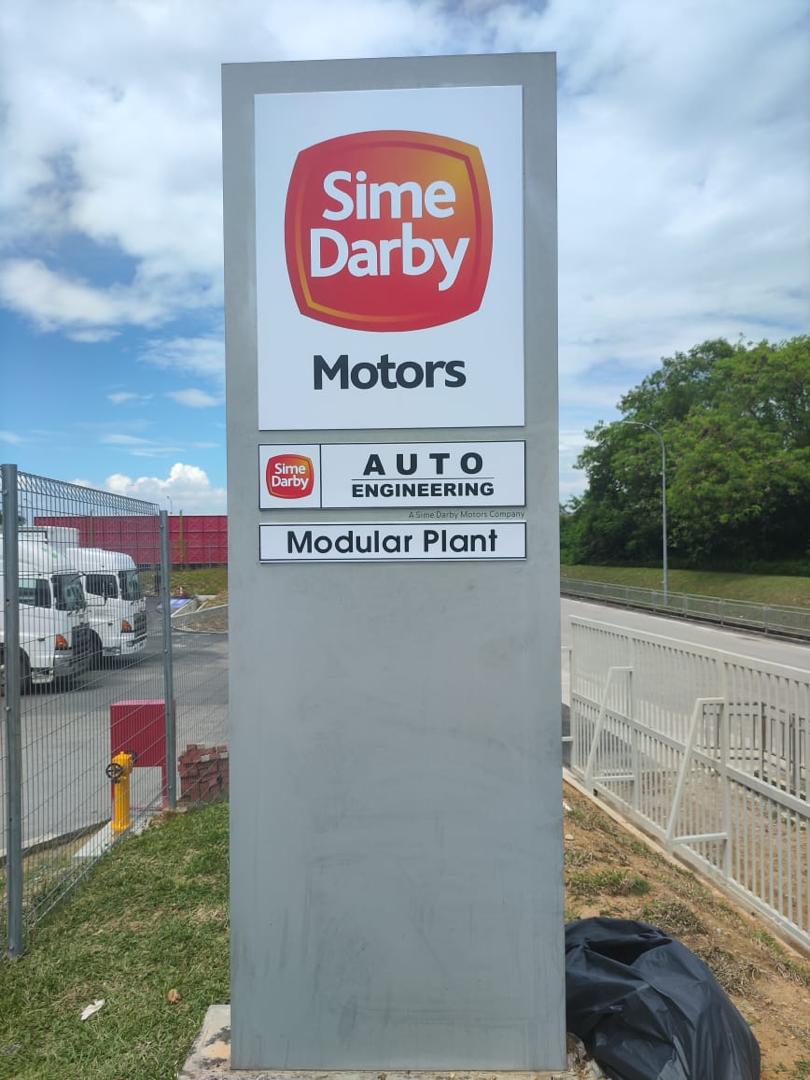 Sime
Darby
Motors
Sime
Darby
AUTO
ENGINEERING
A Sime Darby Motors Company
Modular Plant